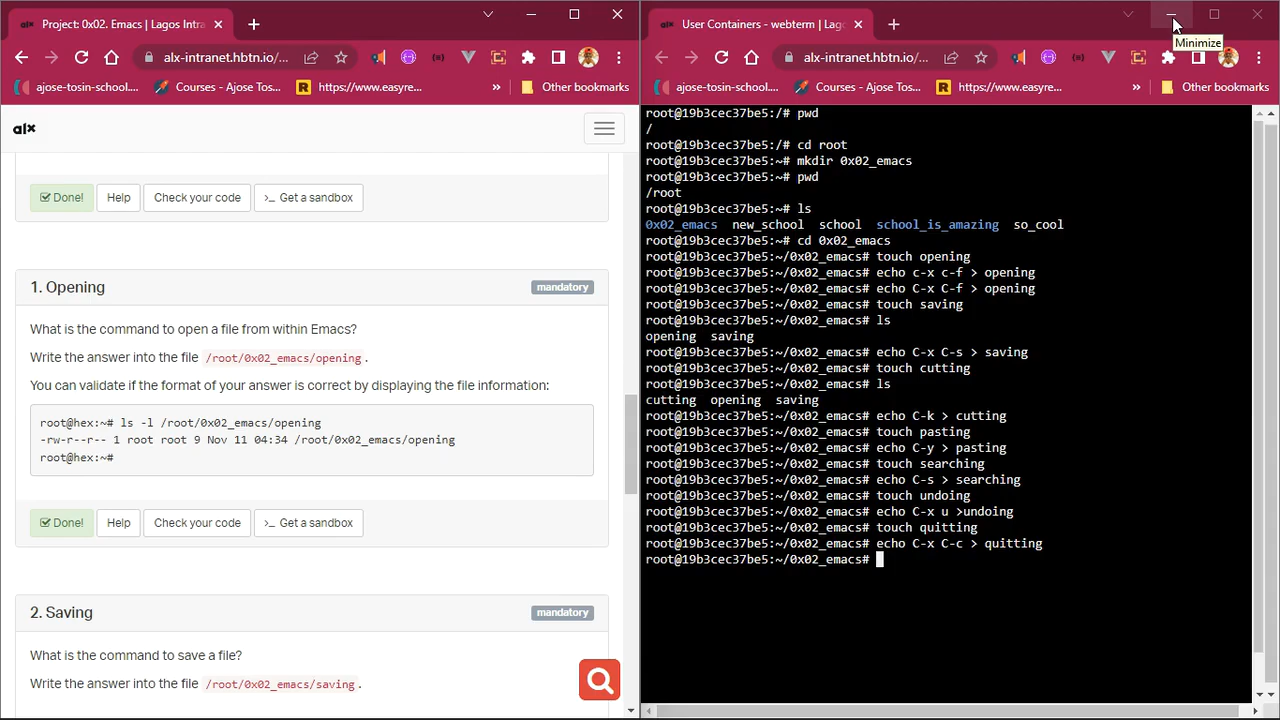 alx Project: 0x02. Emacs | Lagos Intra
alx-intranet.hbtn.io/...
ajose-tosin-school....
Courses - Ajose Tos...
R https://www.easyre...
»
Other bookmarks
alx
Done!
Help
Check your code
>_ Get a sandbox
1. Opening
mandatory
What is the command to open a file from within Emacs?
Write the answer into the file /root/0x02_emacs/opening.
You can validate if the format of your answer is correct by displaying the file information:
root@hex:~# ls -l /root/0x02_emacs/opening
-rw-r--r-- 1 root root 9 Nov 11 04:34 /root/0x02_emacs/opening
root@hex:~#
Done!
Help
Check your code
>_ Get a sandbox
2. Saving
mandatory
What is the command to save a file?
Write the answer into the file /root/0x02_emacs/saving.
alx User Containers - webterm | Lag
Minimize
alx-intranet.hbtn.io/...
ajose-tosin-school....
Courses - Ajose Tos...
R https://www.easyre...
»
Other bookmarks
root@19b3cec37be5:/# pwd
/
root@19b3cec37be5:/# cd root
root@19b3cec37be5:~# mkdir 0x02_emacs
root@19b3cec37be5:~# pwd
/root
root@19b3cec37be5:~# ls
0x02_emacs  new_school  school  school_is_amazing  so_cool
root@19b3cec37be5:~# cd 0x02_emacs
root@19b3cec37be5:~/0x02_emacs# touch opening
root@19b3cec37be5:~/0x02_emacs# echo c-x c-f > opening
root@19b3cec37be5:~/0x02_emacs# echo C-x C-f > opening
root@19b3cec37be5:~/0x02_emacs# touch saving
root@19b3cec37be5:~/0x02_emacs# ls
opening  saving
root@19b3cec37be5:~/0x02_emacs# echo C-x C-s > saving
root@19b3cec37be5:~/0x02_emacs# touch cutting
root@19b3cec37be5:~/0x02_emacs# ls
cutting  opening  saving
root@19b3cec37be5:~/0x02_emacs# echo C-k > cutting
root@19b3cec37be5:~/0x02_emacs# touch pasting
root@19b3cec37be5:~/0x02_emacs# echo C-y > pasting
root@19b3cec37be5:~/0x02_emacs# touch searching
root@19b3cec37be5:~/0x02_emacs# echo C-s > searching
root@19b3cec37be5:~/0x02_emacs# touch undoing
root@19b3cec37be5:~/0x02_emacs# echo C-x u >undoing
root@19b3cec37be5:~/0x02_emacs# touch quitting
root@19b3cec37be5:~/0x02_emacs# echo C-x C-c > quitting
root@19b3cec37be5:~/0x02_emacs#